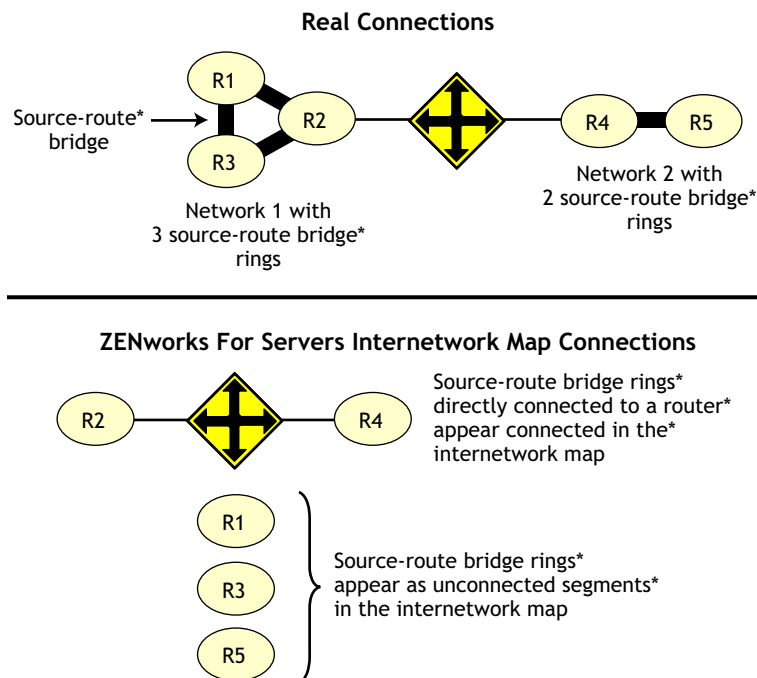 Real Connections
R1
R2
R3
Source-route*
bridge
R4
R5
Network 1 with
3 source-route bridge*
rings
Network 2 with
2 source-route bridge*
rings
ZENworks For Servers Internetwork Map Connections
R2
R4
Source-route bridge rings*
directly connected to a router*
appear connected in the*
internetwork map
R1
R3
R5
Source-route bridge rings*
appear as unconnected segments*
in the internetwork map